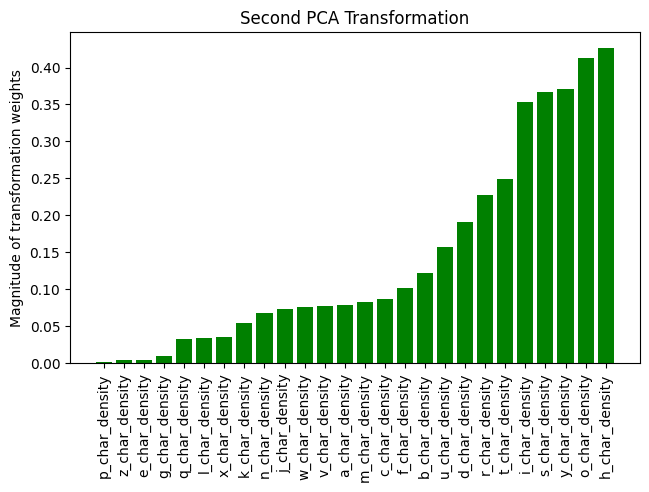 Second PCA Transformation
Magnitude of transformation weights
0.40
0.35
0.30
0.25
0.20
0.15
0.10
0.05
0.00
p_char_density
z_char_density
e_char_density
g_char_density
q_char_density
l_char_density
x_char_density
k_char_density
n_char_density
j_char_density
w_char_density
v_char_density
a_char_density
m_char_density
c_char_density
f_char_density
b_char_density
u_char_density
d_char_density
r_char_density
t_char_density
i_char_density
s_char_density
y_char_density
o_char_density
h_char_density